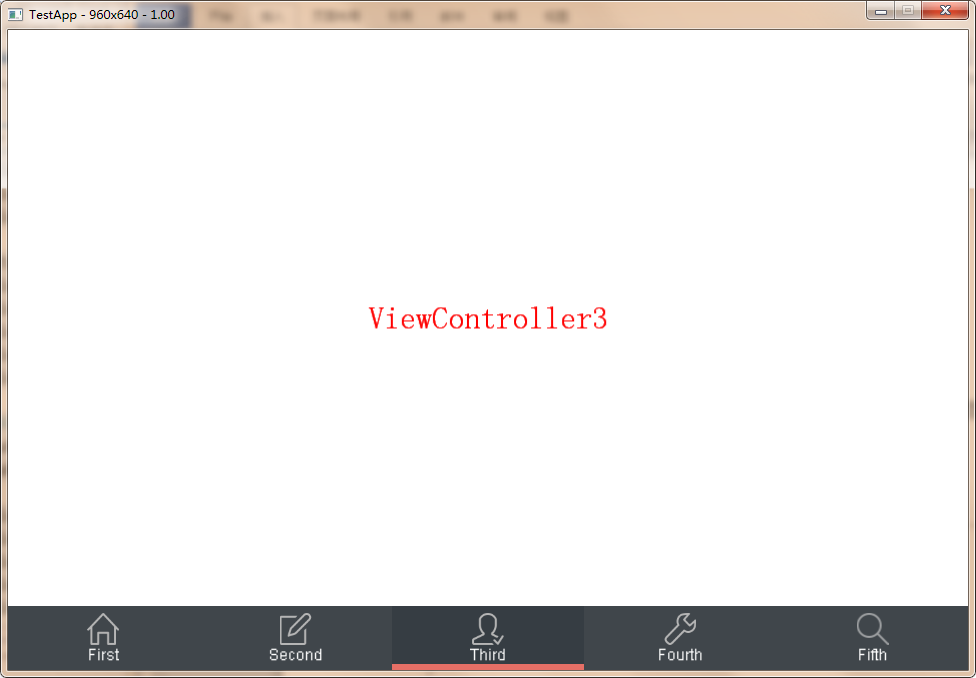 TestApp - 960x640 - 1.00
ViewController3
First
Second
Third
Fourth
Fifth